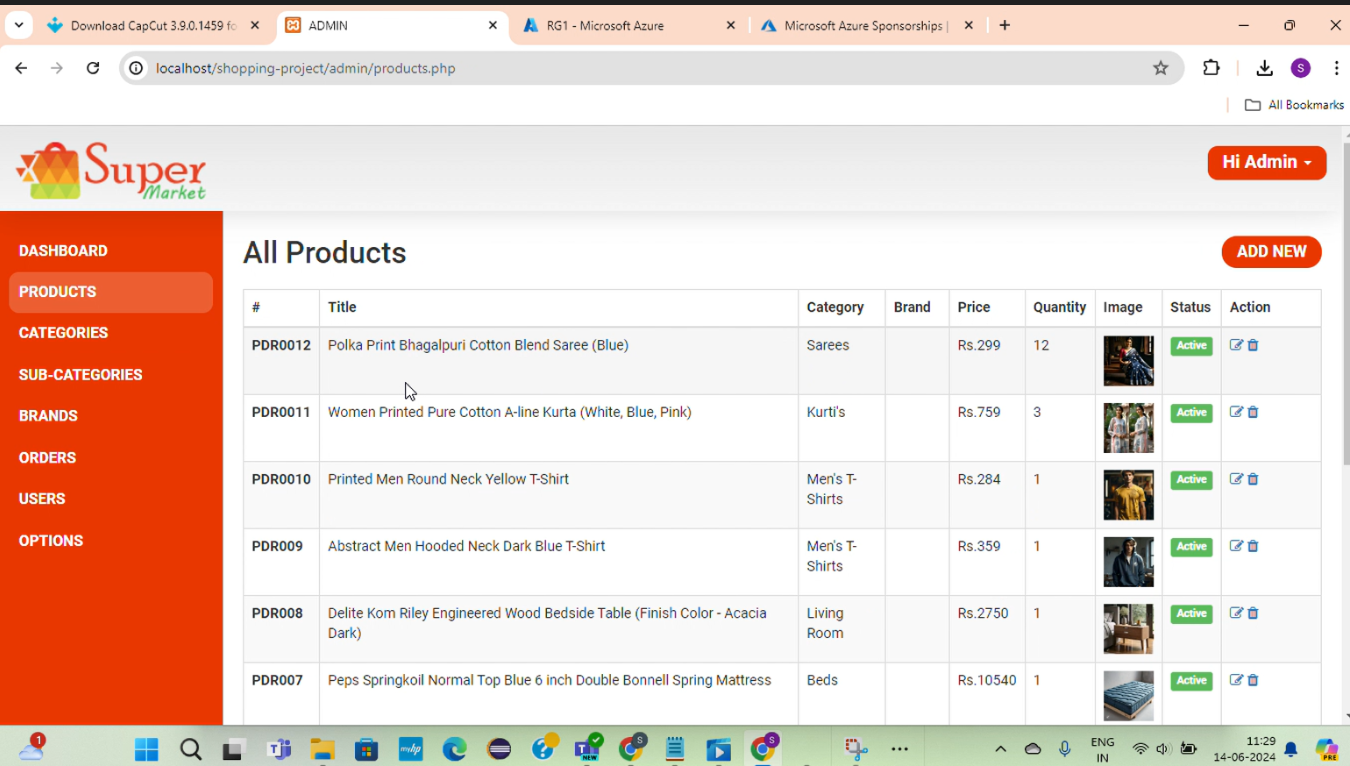 Download CapCut 3.9.0.1459 fo
ADMIN
RG1 - Microsoft Azure
Microsoft Azure Sponsorships |
localhost/shopping-project/admin/products.php
S
All Bookmarks
Super
Market
Hi Admin
DASHBOARD
PRODUCTS
CATEGORIES
SUB-CATEGORIES
BRANDS
ORDERS
USERS
OPTIONS
All Products
ADD NEW
# Title Category Brand Price Quantity Image Status Action
PDR0012 Polka Print Bhagalpuri Cotton Blend Saree (Blue) Sarees Rs.299 12 Active
PDR0011 Women Printed Pure Cotton A-line Kurta (White, Blue, Pink) Kurti's Rs.759 3 Active
PDR0010 Printed Men Round Neck Yellow T-Shirt Men's T- Rs.284 1 Active
Shirts
PDR009 Abstract Men Hooded Neck Dark Blue T-Shirt Men's T- Rs.359 1 Active
Shirts
PDR008 Delite Kom Riley Engineered Wood Bedside Table (Finish Color - Acacia Living Rs.2750 1 Active
Dark) Room
PDR007 Peps Springkoil Normal Top Blue 6 inch Double Bonnell Spring Mattress Beds Rs.10540 1 Active
1
myhp
NEW
S
S
ENG
IN
11:29
14-06-2024
PRE